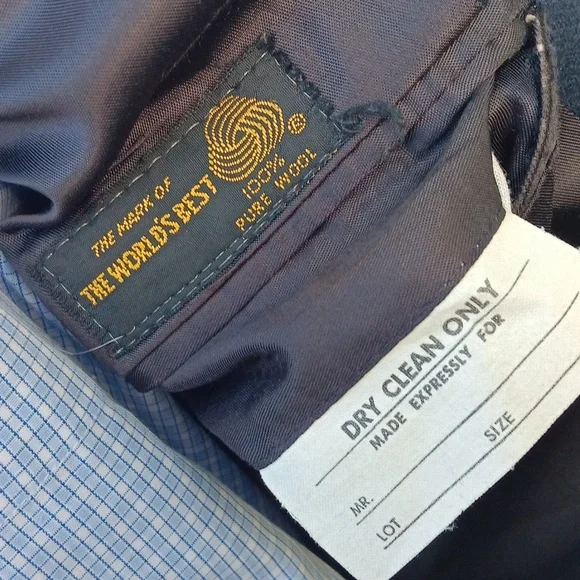 THE MARK OF
THE WORLD'S BEST
®
100%
PURE WOOL
DRY CLEAN ONLY
MADE EXPRESSLY FOR
MR.
LOT SIZE